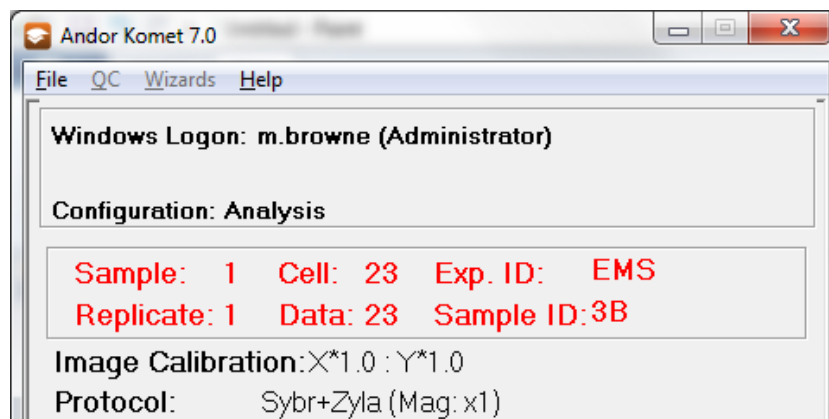 Andor Komet 7.0
File QC Wizards Help
Windows Logon: m.browne (Administrator)
Configuration: Analysis
Sample: 1 Cell: 23 Exp. ID: EMS
Replicate: 1 Data: 23 Sample ID: 3B
Image Calibration: X*1.0 : Y*1.0
Protocol: Sybr+Zyla (Mag: x1)